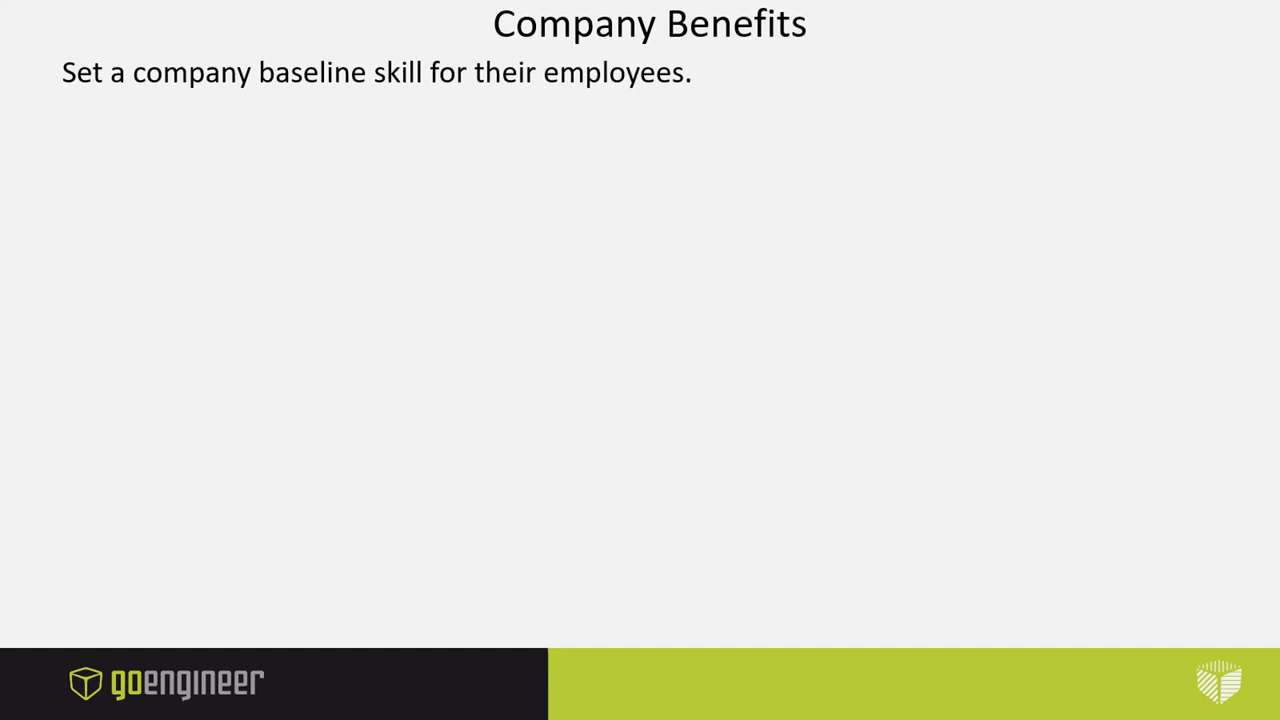 Company Benefits
Set a company baseline skill for their employees.
goengineer